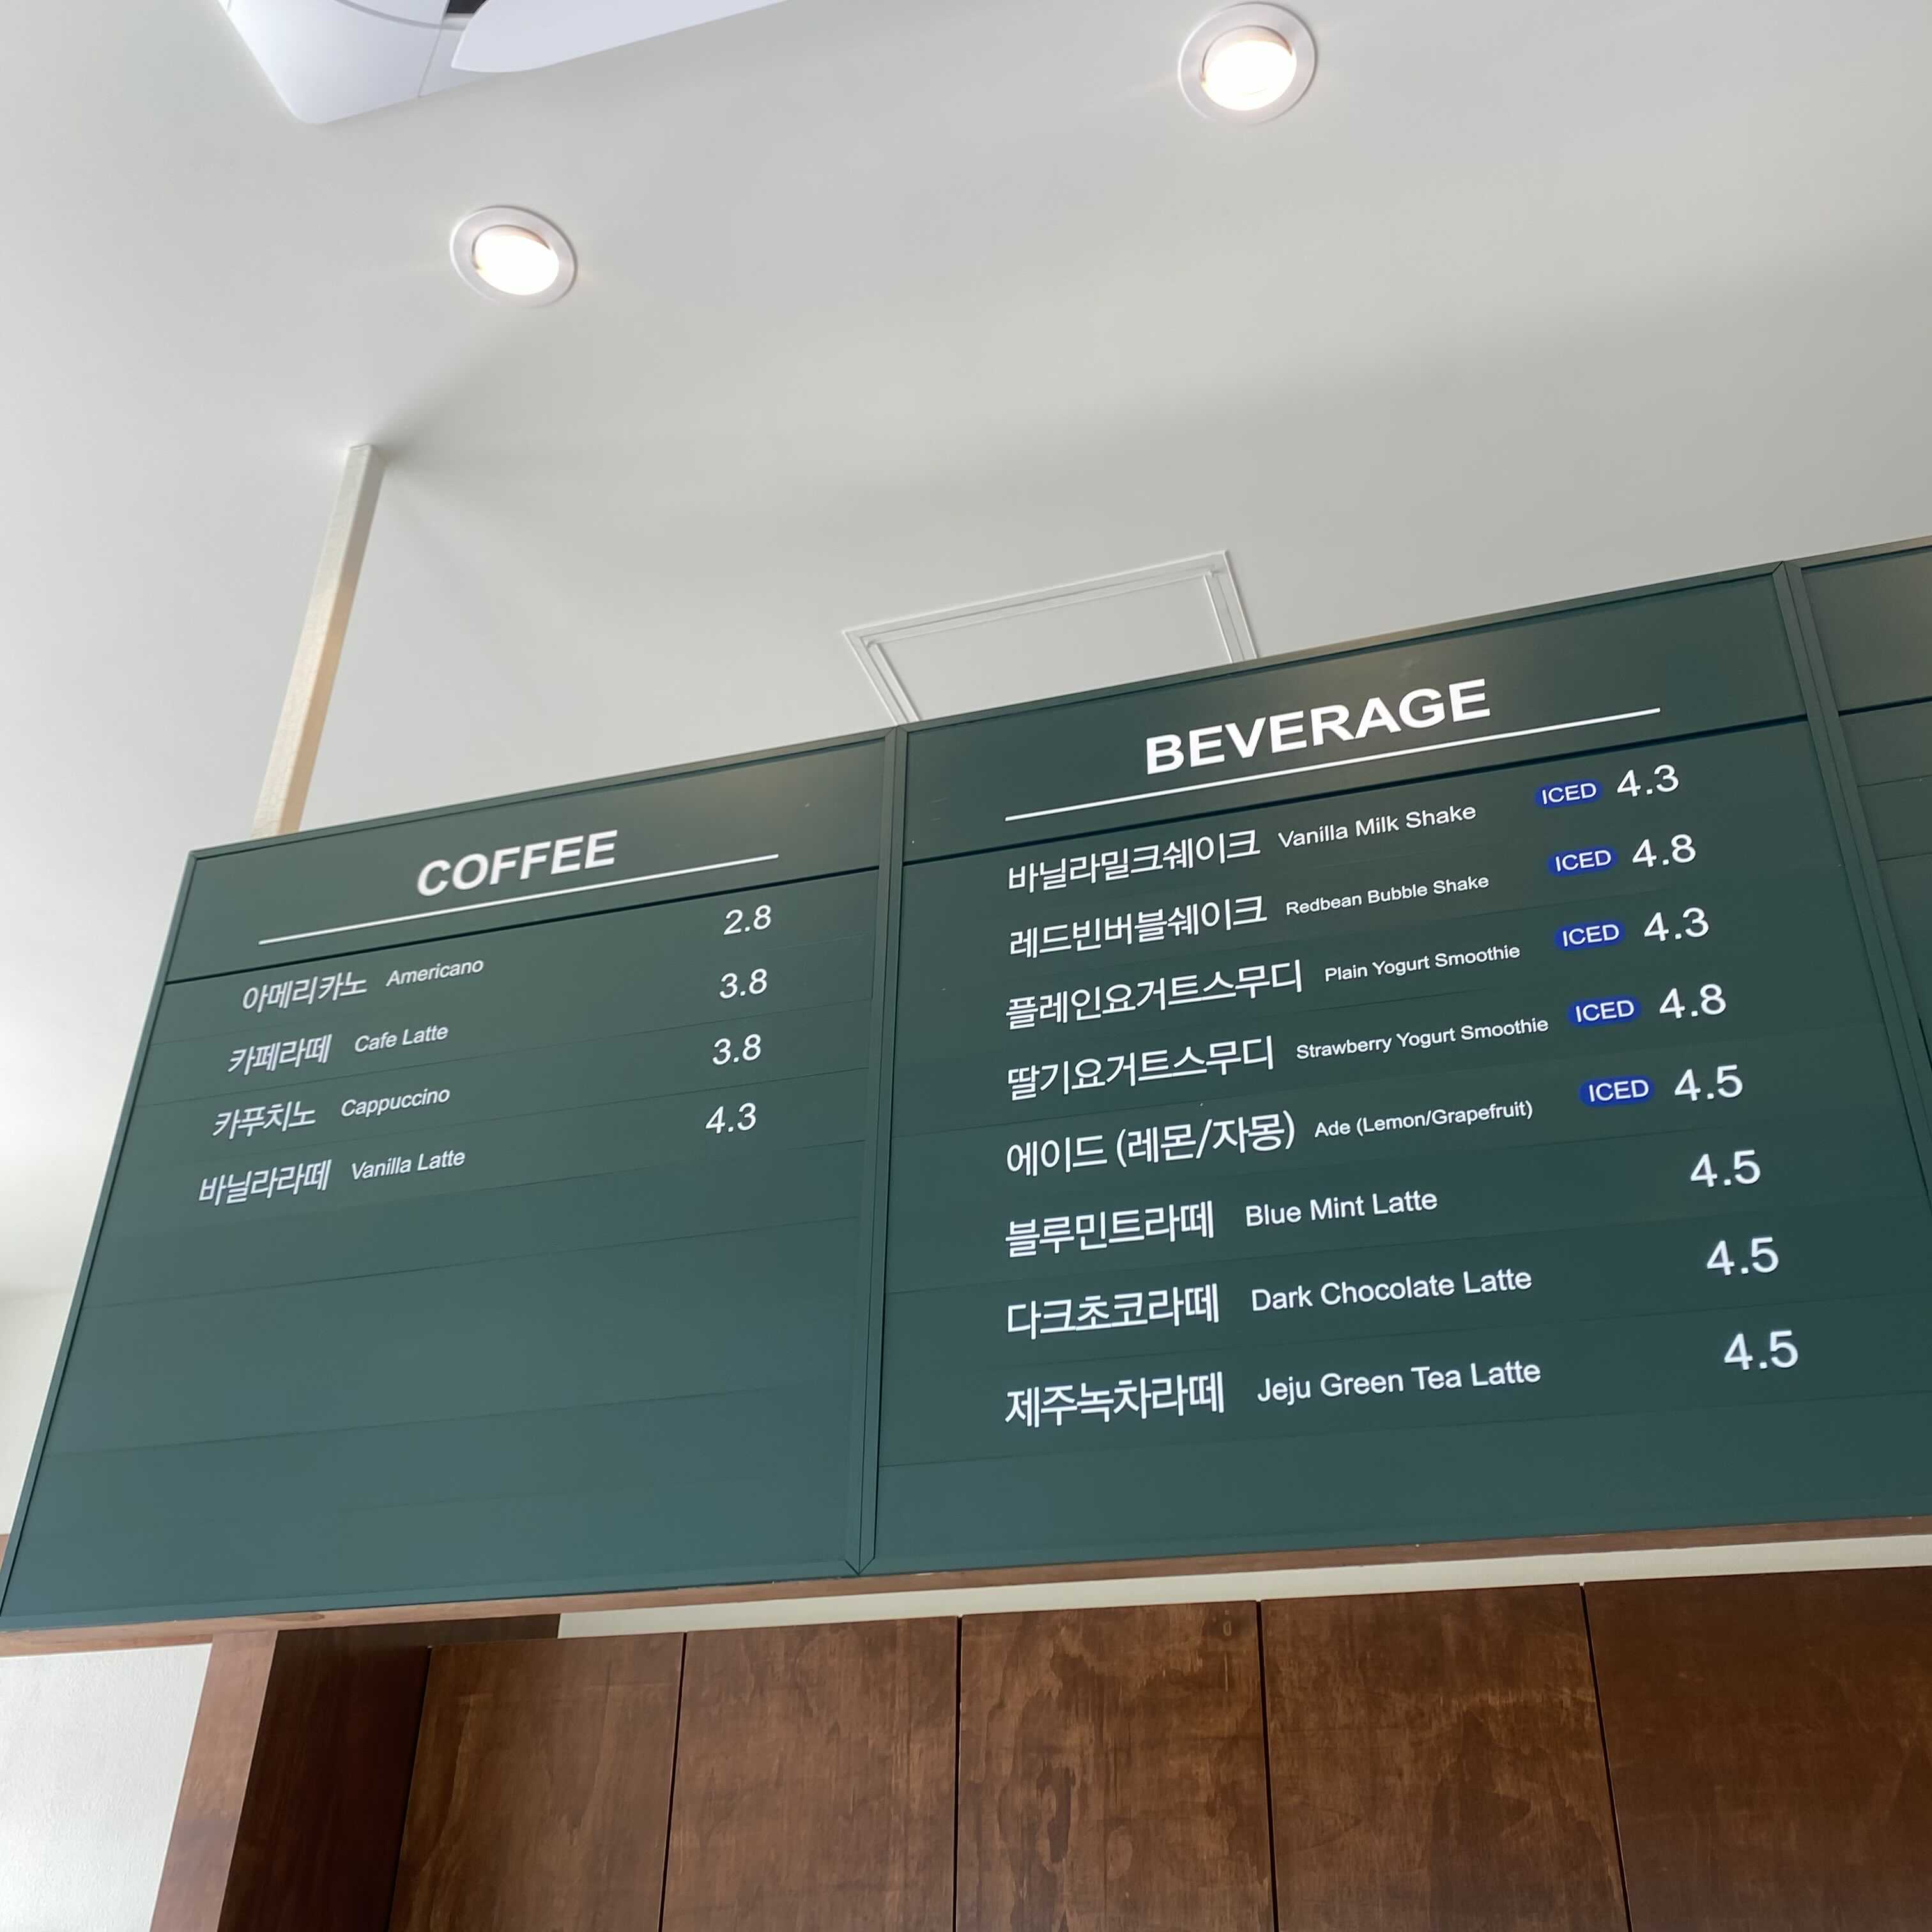 COFFEE
아메리카노 Americano 2.8
카페라떼 Cafe Latte 3.8
카푸치노 Cappuccino 3.8
바닐라라떼 Vanilla Latte 4.3
BEVERAGE
바닐라밀크쉐이크 Vanilla Milk Shake ICED 4.3
레드빈버블쉐이크 Redbean Bubble Shake ICED 4.8
플레인요거트스무디 Plain Yogurt Smoothie ICED 4.3
딸기요거트스무디 Strawberry Yogurt Smoothie ICED 4.8
에이드 (레몬/자몽) Ade (Lemon/Grapefruit) ICED 4.5
블루민트라떼 Blue Mint Latte 4.5
다크초코라떼 Dark Chocolate Latte 4.5
제주녹차라떼 Jeju Green Tea Latte 4.5